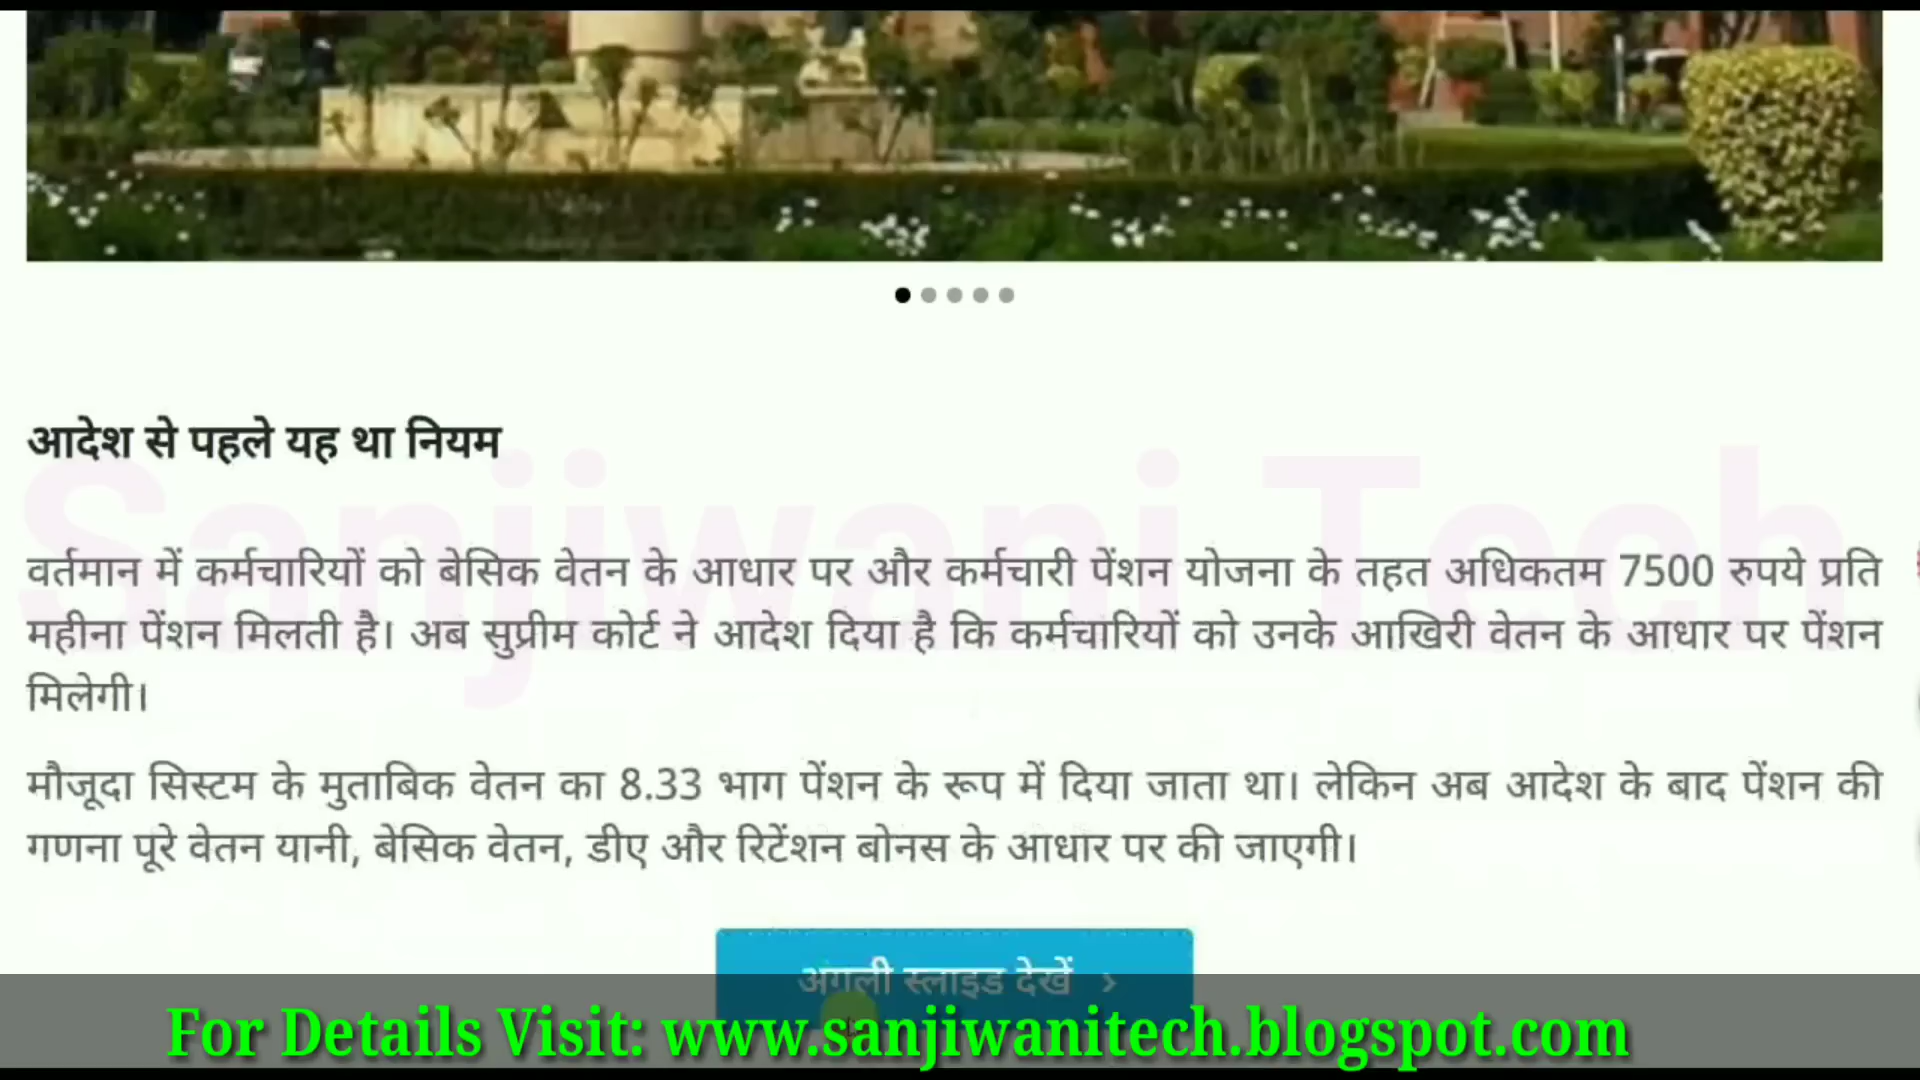 आदेश से पहले यह था नियम
Sanjiwani Tech
वर्तमान में कर्मचारियों को बेसिक वेतन के आधार पर और कर्मचारी पेंशन योजना के तहत अधिकतम 7500 रुपये प्रति
महीना पेंशन मिलती है। अब सुप्रीम कोर्ट ने आदेश दिया है कि कर्मचारियों को उनके आखिरी वेतन के आधार पर पेंशन
मिलेगी।
मौजूदा सिस्टम के मुताबिक वेतन का 8.33 भाग पेंशन के रूप में दिया जाता था। लेकिन अब आदेश के बाद पेंशन की
गणना पूरे वेतन यानी, बेसिक वेतन, डीए और रिटेंशन बोनस के आधार पर की जाएगी।
अगली स्लाइड देखें ›
For Details Visit: www.sanjiwanitech.blogspot.com